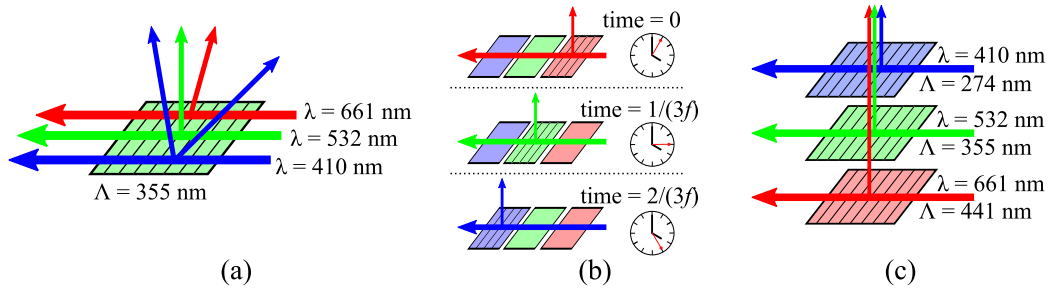 λ = 661 nm
λ = 532 nm
λ = 410 nm
Λ = 355 nm
(a)
time = 0
time = 1/(3f)
time = 2/(3f)
(b)
λ = 410 nm
Λ = 274 nm
λ = 532 nm
Λ = 355 nm
λ = 661 nm
Λ = 441 nm
(c)